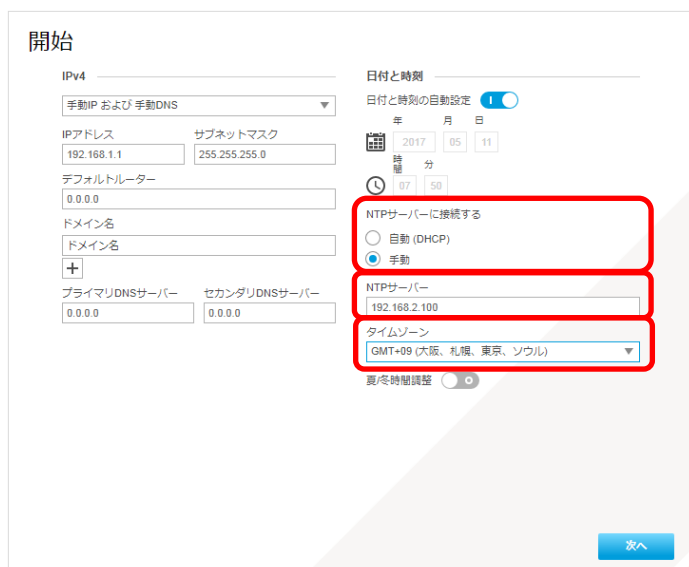 開始
IPv4
手動IP および 手動DNS
IPアドレス サブネットマスク
192.168.1.1 255.255.255.0
デフォルトルーター
0.0.0.0
ドメイン名
ドメイン名
プライマリDNSサーバー セカンダリDNSサーバー
0.0.0.0 0.0.0.0
日付と時刻
日付と時刻の自動設定
年 月 日
2017 05 11
時間 分
07 50
NTPサーバーに接続する
自動 (DHCP)
手動
NTPサーバー
192.168.2.100
タイムゾーン
GMT+09 (大阪、札幌、東京、ソウル)
夏/冬時間調整
次へ